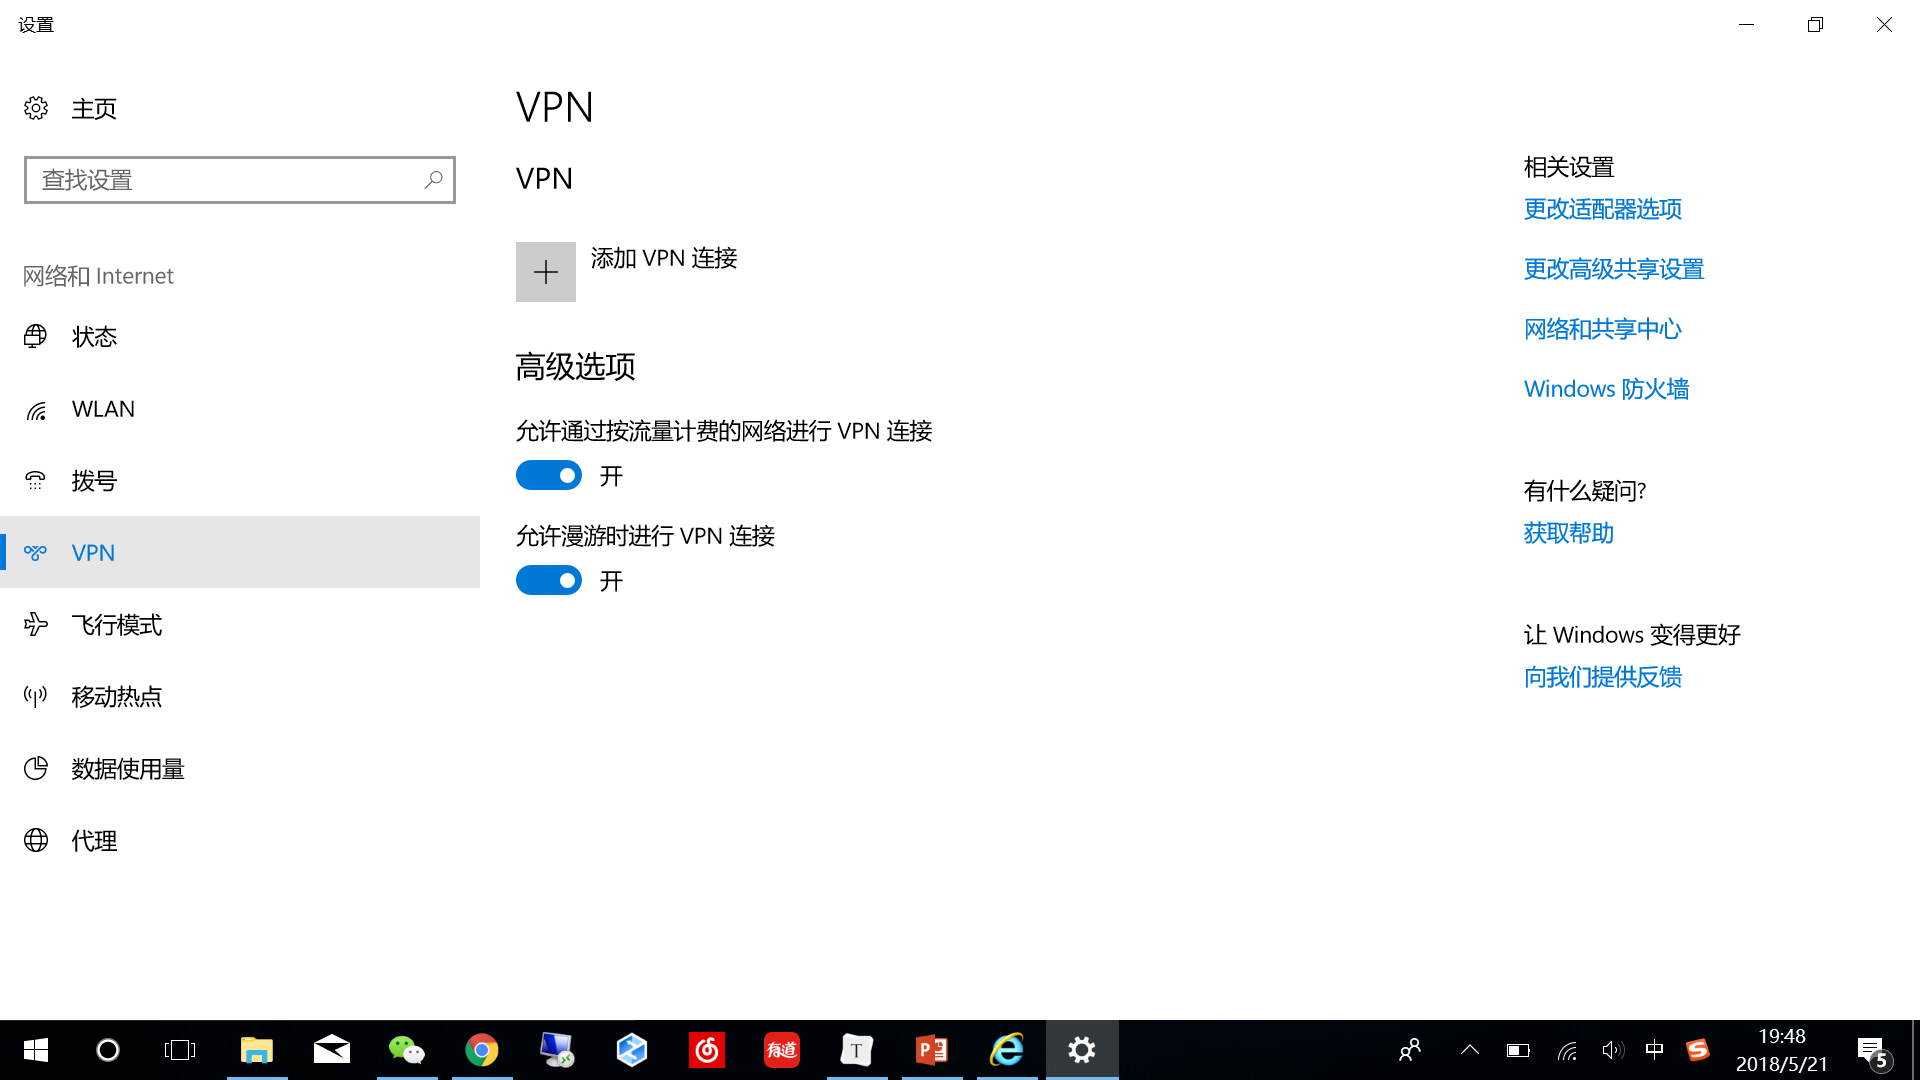 设置
主页
查找设置
网络和 Internet
状态
WLAN
拨号
VPN
飞行模式
移动热点
数据使用量
代理
VPN
VPN
添加 VPN 连接
高级选项
允许通过按流量计费的网络进行 VPN 连接
开
允许漫游时进行 VPN 连接
开
相关设置
更改适配器选项
更改高级共享设置
网络和共享中心
Windows 防火墙
有什么疑问?
获取帮助
让 Windows 变得更好
向我们提供反馈
有道
T
P
中
S
19:48
2018/5/21
5